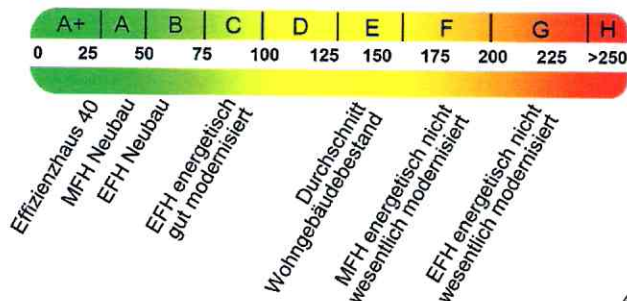 A+ A B C D E F G H
0 25 50 75 100 125 150 175 200 225 >250
Effizienzhaus 40
MFH Neubau
EFH Neubau
EFH energetisch
gut modernisiert
Durchschnitt
Wohngebäudebestand
MFH energetisch nicht
wesentlich modernisiert
EFH energetisch nicht
wesentlich modernisiert